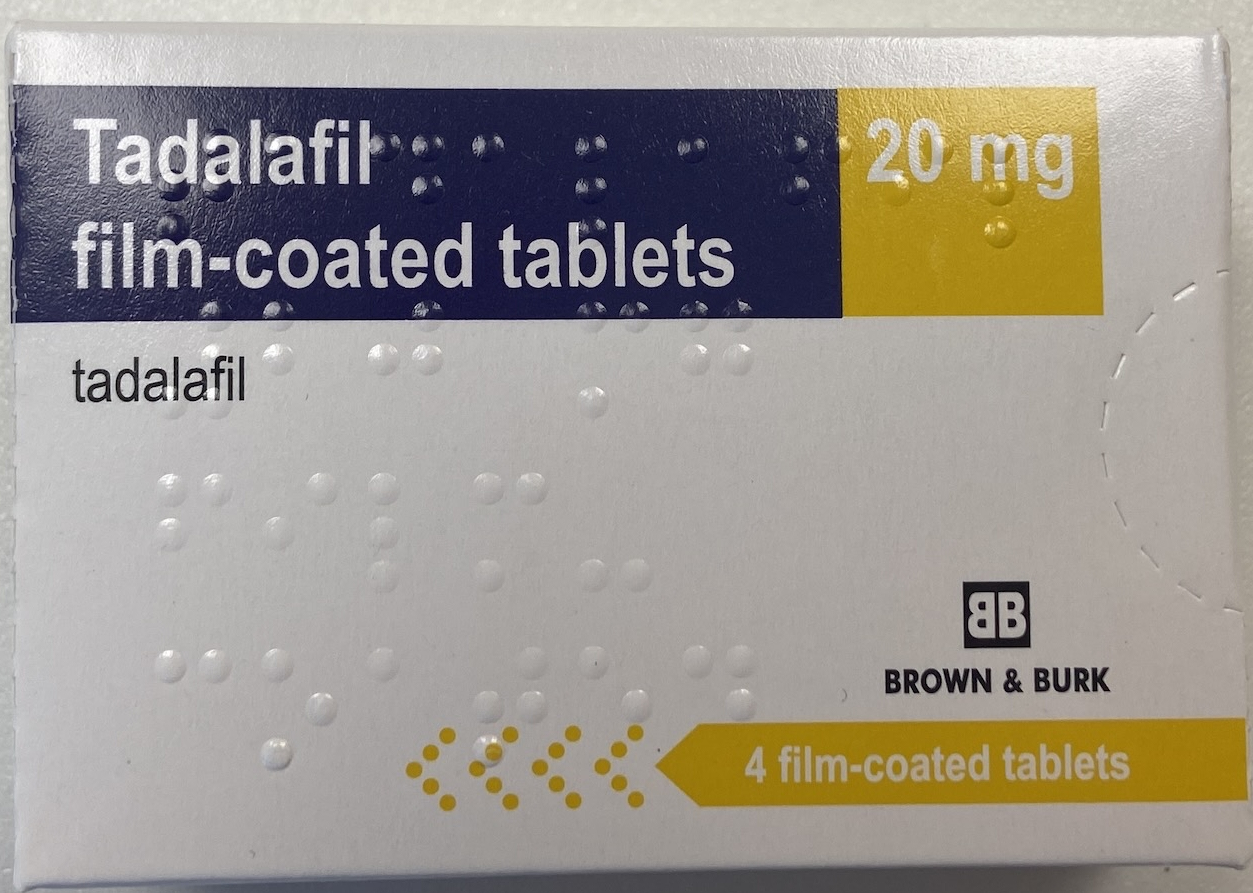 Tadalafil
20 mg
film-coated tablets
tadalafil
BB
BROWN & BURK
4 film-coated tablets